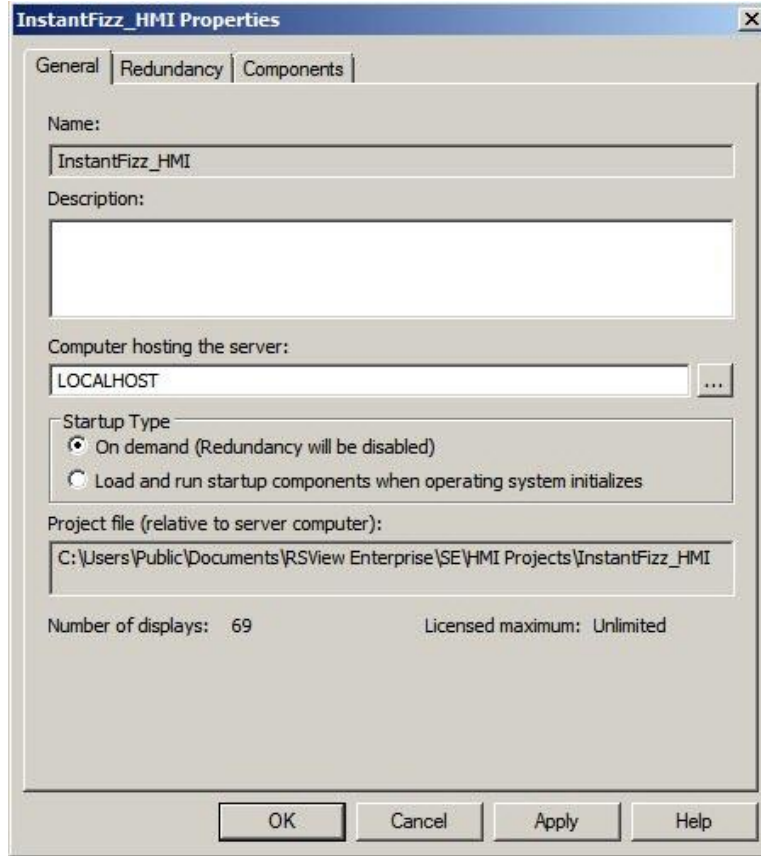 InstantFizz_HMI Properties
General Redundancy Components
Name:
InstantFizz_HMI
Description:
Computer hosting the server:
LOCALHOST
...
Startup Type
On demand (Redundancy will be disabled)
Load and run startup components when operating system initializes
Project file (relative to server computer):
C:\Users\Public\Documents\RSView Enterprise\SE\HMI Projects\InstantFizz_HMI
Number of displays: 69 Licensed maximum: Unlimited
OK Cancel Apply Help